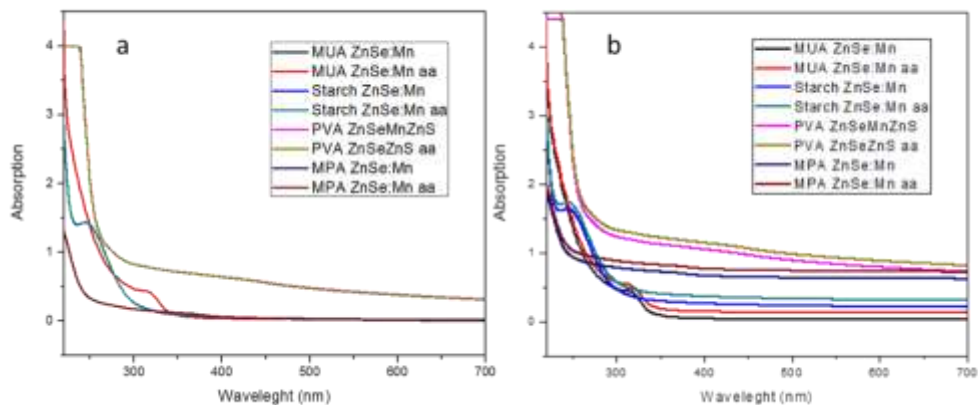 a
4
3
2
1
0
Absorption
MUA ZnSe:Mn
MUA ZnSe:Mn aa
Starch ZnSe:Mn
Starch ZnSe:Mn aa
PVA ZnSeMnZnS
PVA ZnSeZnS aa
MPA ZnSe:Mn
MPA ZnSe:Mn aa
300
400
500
600
700
Waveleght (nm)
b
4
3
2
1
0
Absorption
MUA ZnSe:Mn
MUA ZnSe:Mn aa
Starch ZnSe:Mn
Starch ZnSe:Mn aa
PVA ZnSeMnZnS
PVA ZnSeZnS aa
MPA ZnSe:Mn
MPA ZnSe:Mn aa
300
400
500
600
700
Waveleght (nm)